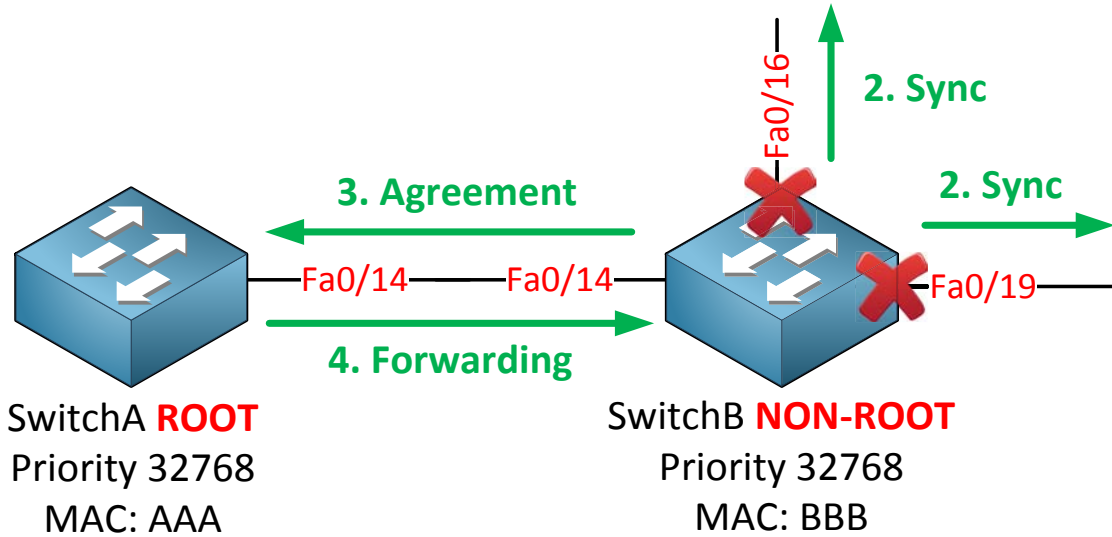 Fa0/16
2. Sync
2. Sync
3. Agreement
Fa0/14
Fa0/14
Fa0/19
4. Forwarding
SwitchA ROOT
Priority 32768
MAC: AAA
SwitchB NON-ROOT
Priority 32768
MAC: BBB